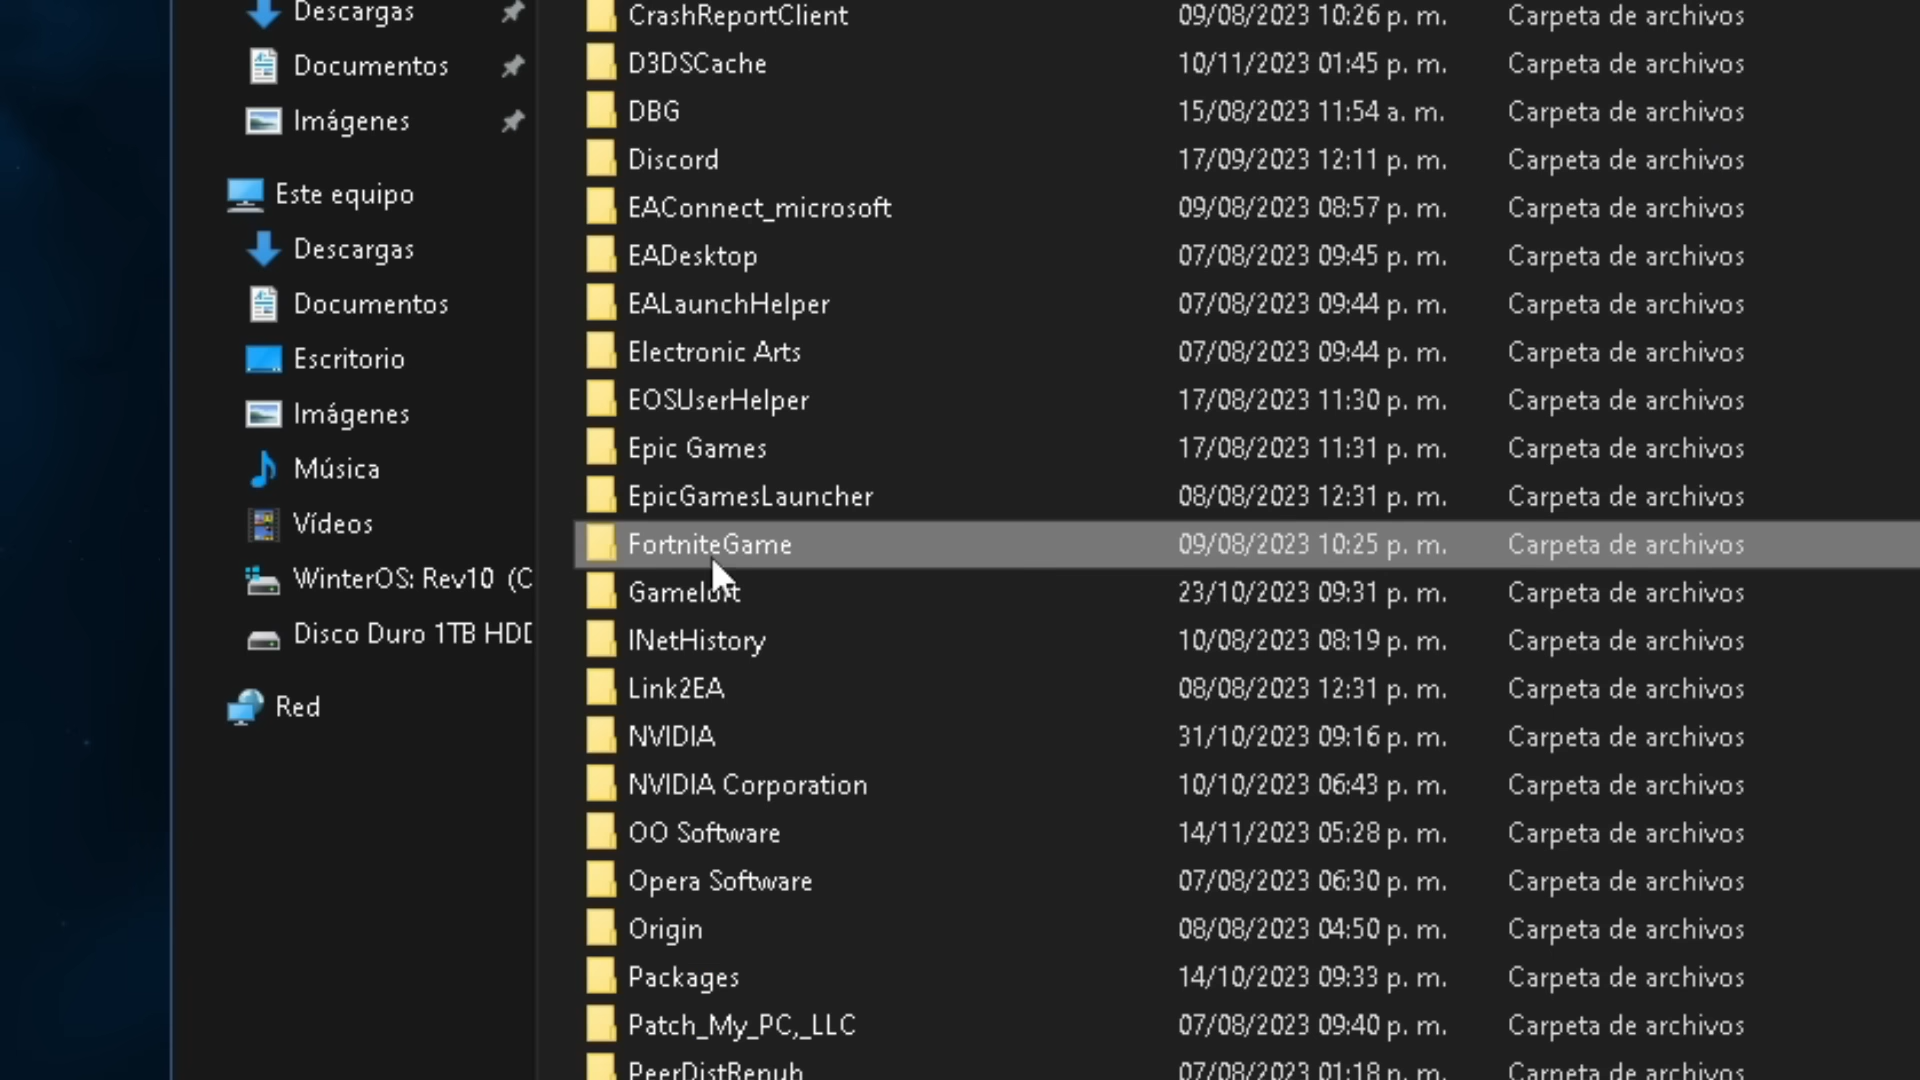 Descargas
Documentos
Imágenes
Este equipo
Descargas
Documentos
Escritorio
Imágenes
Música
Vídeos
WinterOS: Rev10 (C
Disco Duro 1TB HDD
Red
CrashReportClient 09/08/2023 10:26 p. m. Carpeta de archivos
D3DSCache 10/11/2023 01:45 p. m. Carpeta de archivos
DBG 15/08/2023 11:54 a. m. Carpeta de archivos
Discord 17/09/2023 12:11 p. m. Carpeta de archivos
EAConnect_microsoft 09/08/2023 08:57 p. m. Carpeta de archivos
EADesktop 07/08/2023 09:45 p. m. Carpeta de archivos
EALaunchHelper 07/08/2023 09:44 p. m. Carpeta de archivos
Electronic Arts 07/08/2023 09:44 p. m. Carpeta de archivos
EOSUserHelper 17/08/2023 11:30 p. m. Carpeta de archivos
Epic Games 17/08/2023 11:31 p. m. Carpeta de archivos
EpicGamesLauncher 08/08/2023 12:31 p. m. Carpeta de archivos
FortniteGame 09/08/2023 10:25 p. m. Carpeta de archivos
Gameloft 23/10/2023 09:31 p. m. Carpeta de archivos
INetHistory 10/08/2023 08:19 p. m. Carpeta de archivos
Link2EA 08/08/2023 12:31 p. m. Carpeta de archivos
NVIDIA 31/10/2023 09:16 p. m. Carpeta de archivos
NVIDIA Corporation 10/10/2023 06:43 p. m. Carpeta de archivos
OO Software 14/11/2023 05:28 p. m. Carpeta de archivos
Opera Software 07/08/2023 06:30 p. m. Carpeta de archivos
Origin 08/08/2023 04:50 p. m. Carpeta de archivos
Packages 14/10/2023 09:33 p. m. Carpeta de archivos
Patch_My_PC,_LLC 07/08/2023 09:40 p. m. Carpeta de archivos
PeerDistRepub 07/08/2023 01:18 p. m. Carpeta de archivos